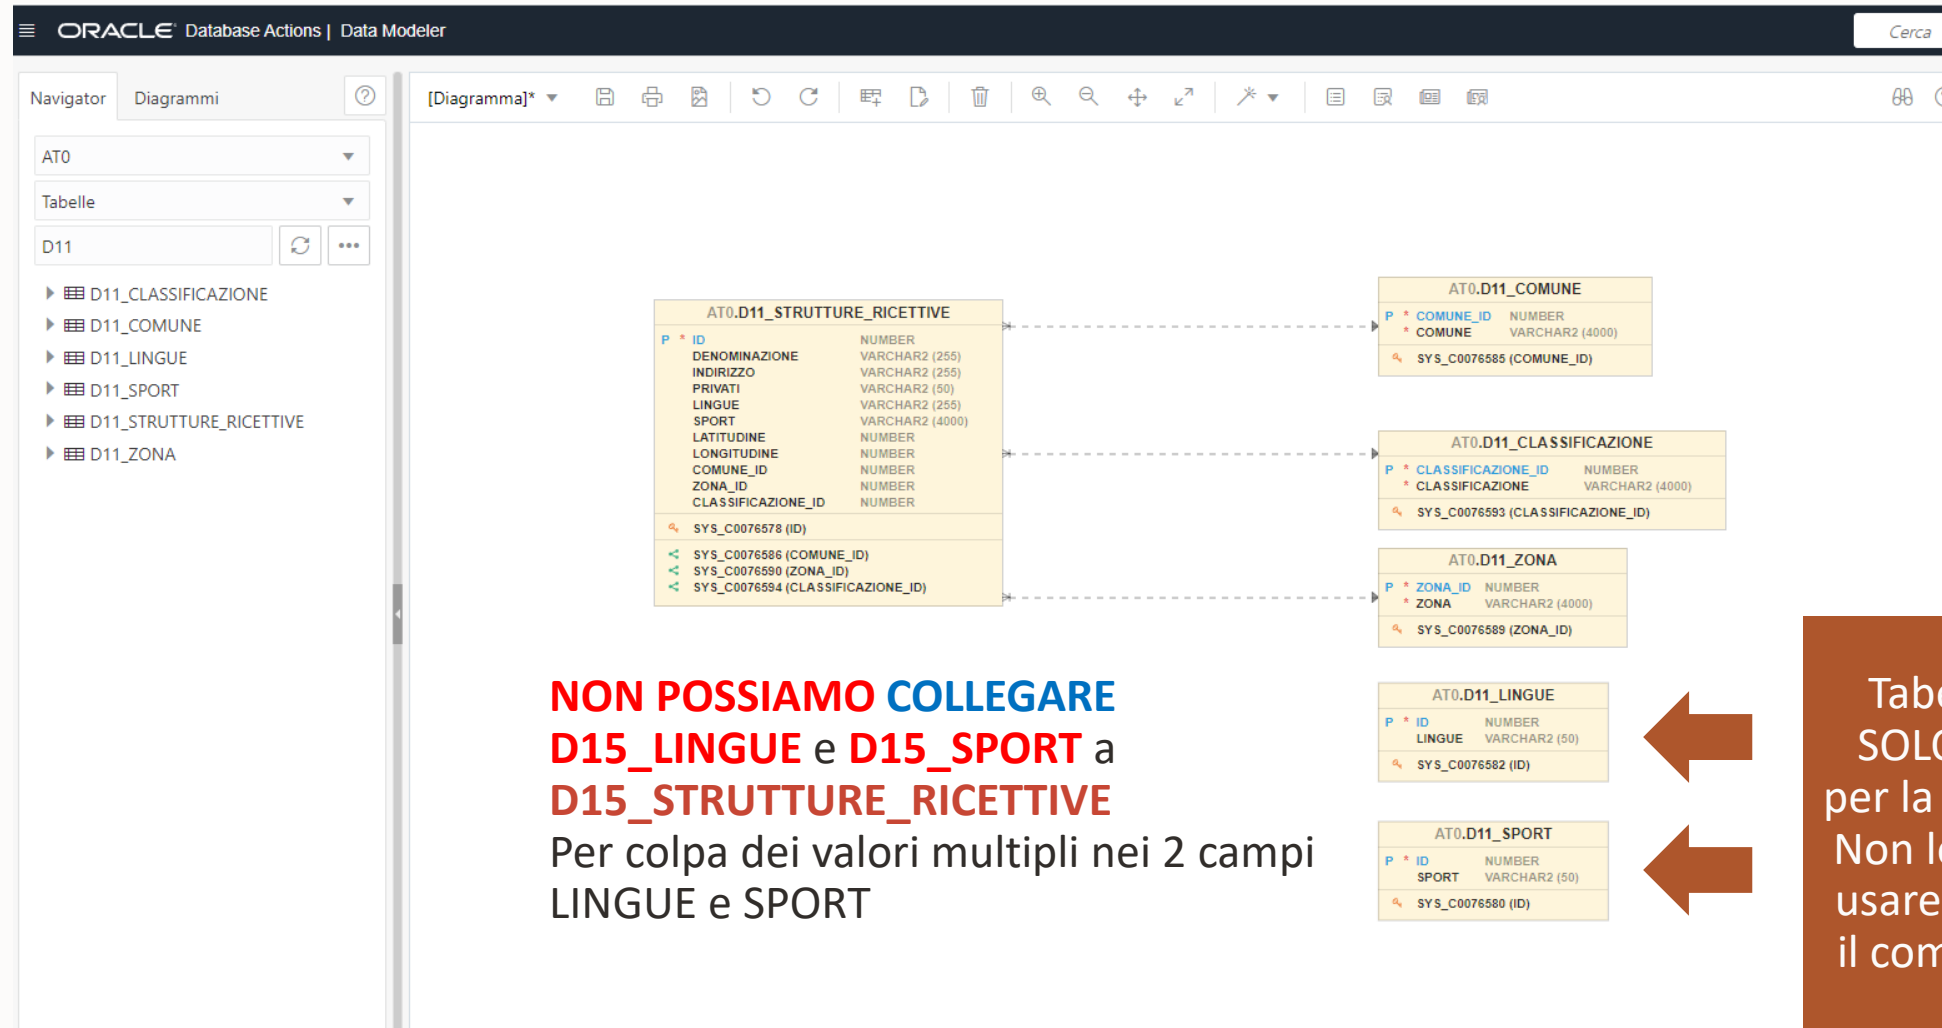 ORACLE Database Actions | Data Modeler
Cerca
Navigator
Diagrammi
[Diagramma]*
AT0
Tabelle
D11
D11_CLASSIFICAZIONE
D11_COMUNE
D11_LINGUE
D11_SPORT
D11_STRUTTURE_RICETTIVE
D11_ZONA
AT0.D11_STRUTTURE_RICETTIVE
P * ID NUMBER
DENOMINAZIONE VARCHAR2 (255)
INDIRIZZO VARCHAR2 (255)
PRIVATI VARCHAR2 (50)
LINGUE VARCHAR2 (255)
SPORT VARCHAR2 (4000)
LATITUDINE NUMBER
LONGITUDINE NUMBER
COMUNE_ID NUMBER
ZONA_ID NUMBER
CLASSIFICAZIONE_ID NUMBER
SYS_C0076578 (ID)
SYS_C0076586 (COMUNE_ID)
SYS_C0076590 (ZONA_ID)
SYS_C0076594 (CLASSIFICAZIONE_ID)
AT0.D11_COMUNE
P * COMUNE_ID NUMBER
* COMUNE VARCHAR2 (4000)
SYS_C0076585 (COMUNE_ID)
AT0.D11_CLASSIFICAZIONE
P * CLASSIFICAZIONE_ID NUMBER
* CLASSIFICAZIONE VARCHAR2 (4000)
SYS_C0076593 (CLASSIFICAZIONE_ID)
AT0.D11_ZONA
P * ZONA_ID NUMBER
* ZONA VARCHAR2 (4000)
SYS_C0076589 (ZONA_ID)
AT0.D11_LINGUE
P * ID NUMBER
LINGUE VARCHAR2 (50)
SYS_C0076582 (ID)
AT0.D11_SPORT
P * ID NUMBER
SPORT VARCHAR2 (50)
SYS_C0076580 (ID)
NON POSSIAMO COLLEGARE
D15_LINGUE e D15_SPORT a
D15_STRUTTURE_RICETTIVE
Per colpa dei valori multipli nei 2 campi
LINGUE e SPORT
per la
Non
usare
il